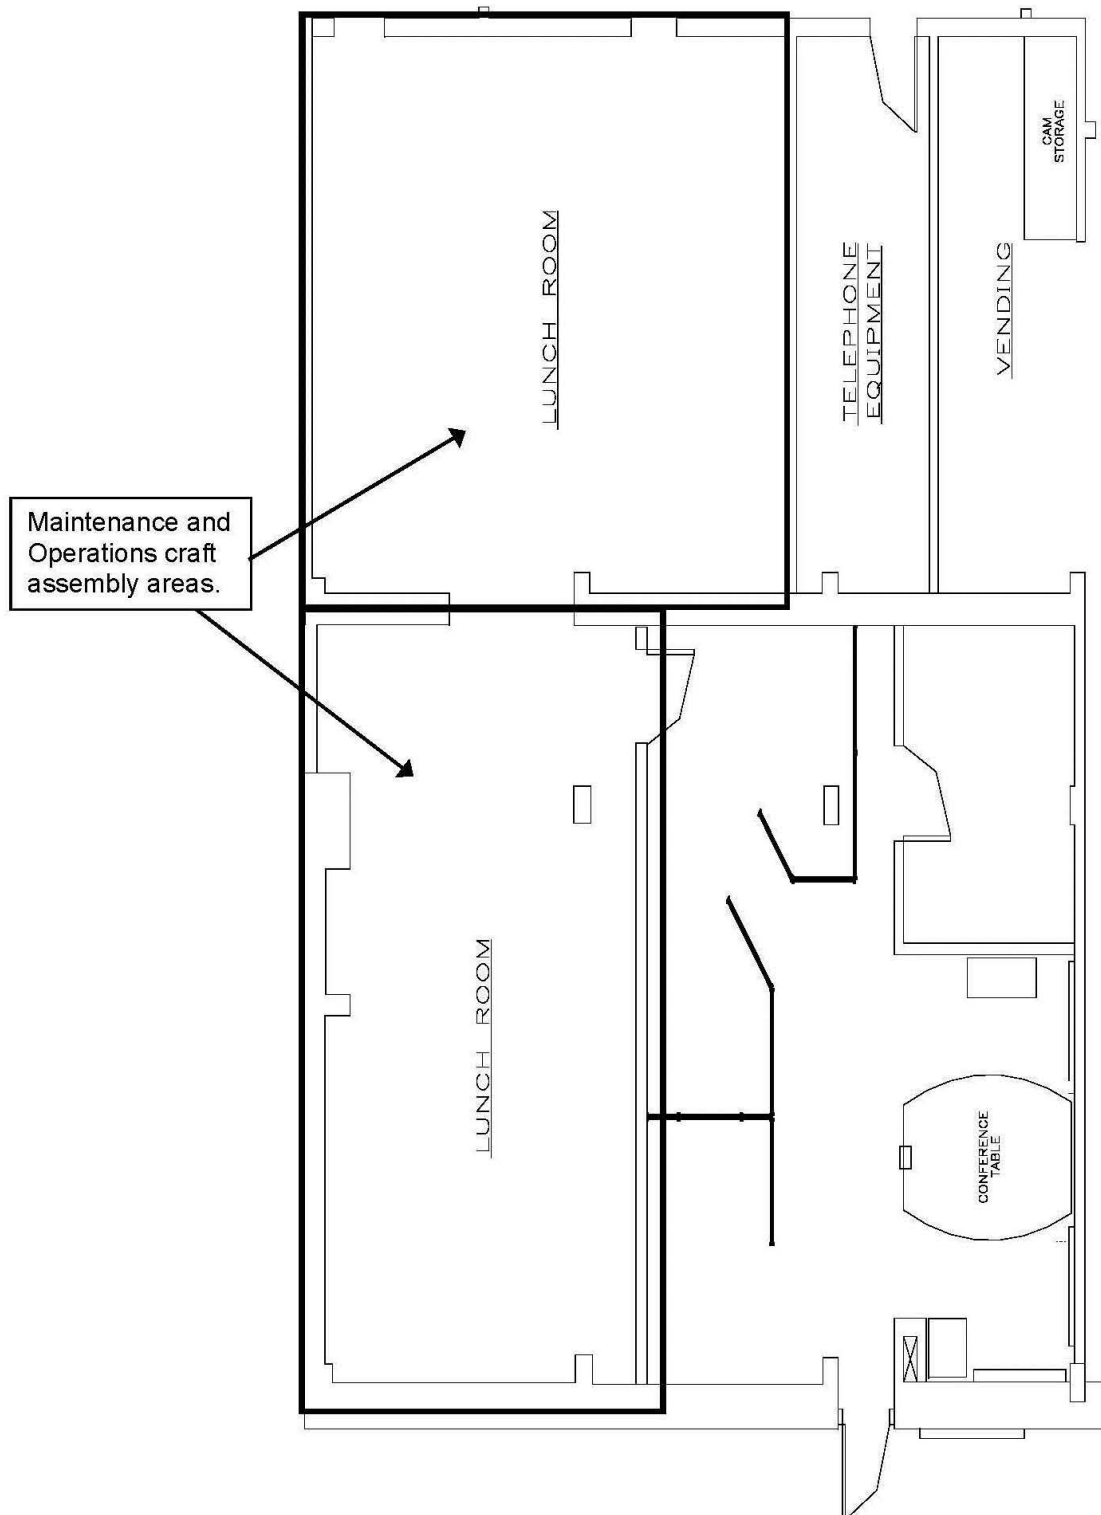 CAM
STORAGE
LUNCH ROOM
TELEPHONE
EQUIPMENT
VENDING
Maintenance and
Operations craft
assembly areas.
LUNCH ROOM
CONFERENCE
TABLE